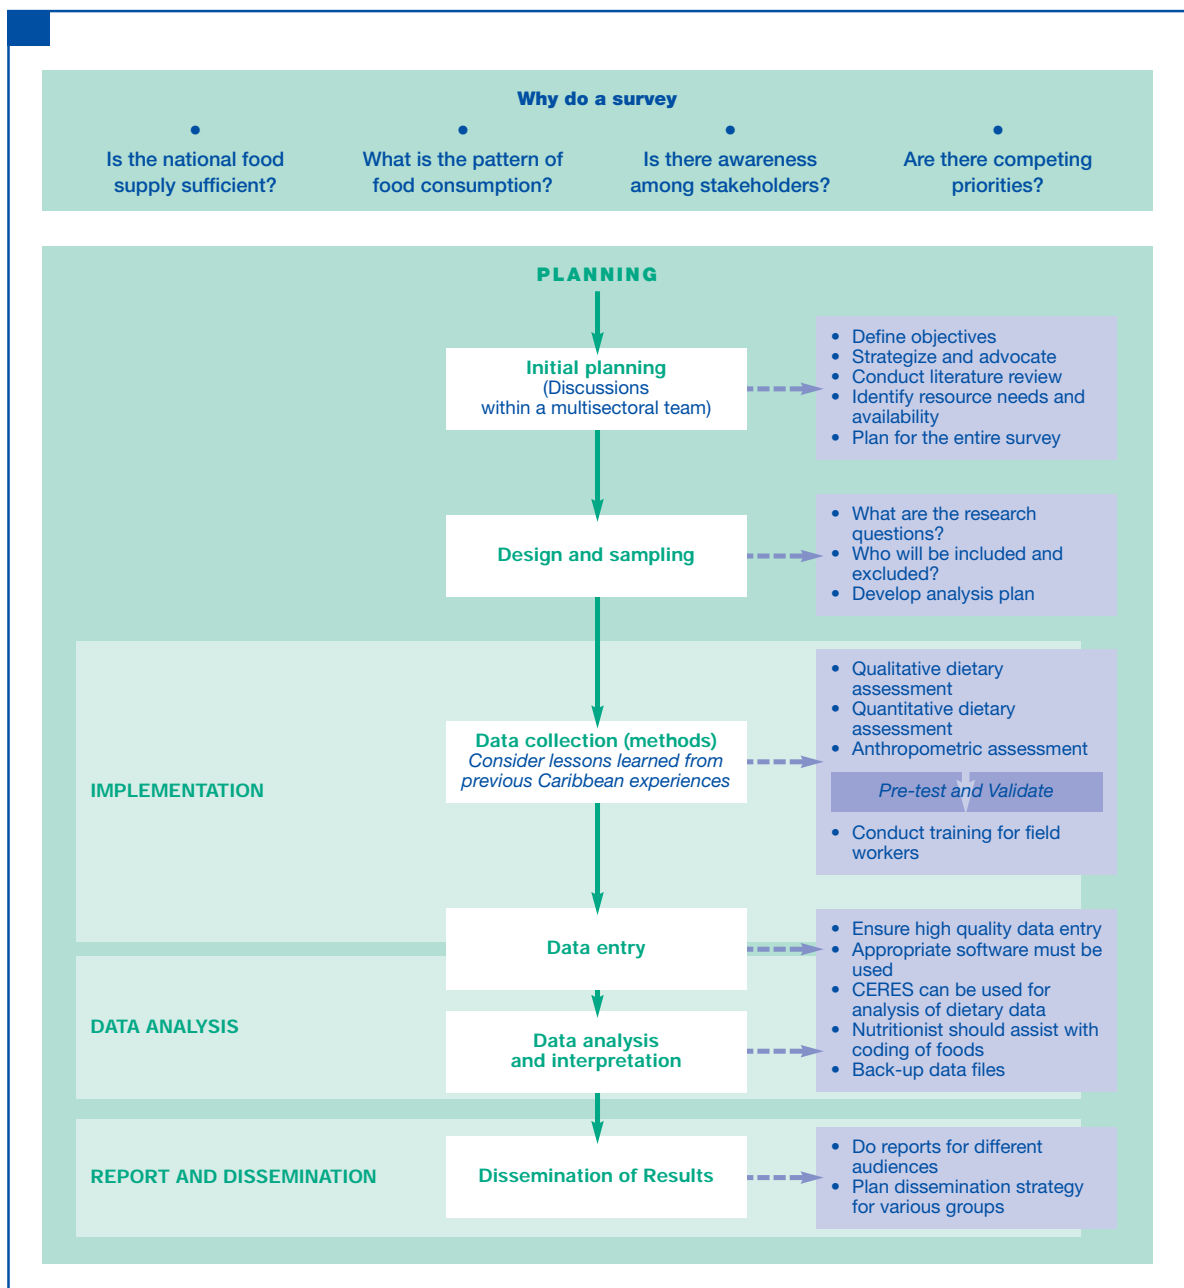 Why do a survey
•
Is the national food
supply sufficient?
•
What is the pattern of
food consumption?
•
Is there awareness
among stakeholders?
•
Are there competing
priorities?
PLANNING
Initial planning
(Discussions
within a multisectoral team)
• Define objectives
• Strategize and advocate
• Conduct literature review
• Identify resource needs and
availability
• Plan for the entire survey
Design and sampling
• What are the research
questions?
• Who will be included and
excluded?
• Develop analysis plan
IMPLEMENTATION
Data collection (methods)
Consider lessons learned from
previous Caribbean experiences
• Qualitative dietary
assessment
• Quantitative dietary
assessment
• Anthropometric assessment
Pre-test and Validate
• Conduct training for field
workers
Data entry
• Ensure high quality data entry
• Appropriate software must be
used
• CERES can be used for
analysis of dietary data
• Nutritionist should assist with
coding of foods
• Back-up data files
DATA ANALYSIS
Data analysis
and interpretation
REPORT AND DISSEMINATION
Dissemination of Results
• Do reports for different
audiences
• Plan dissemination strategy
for various groups